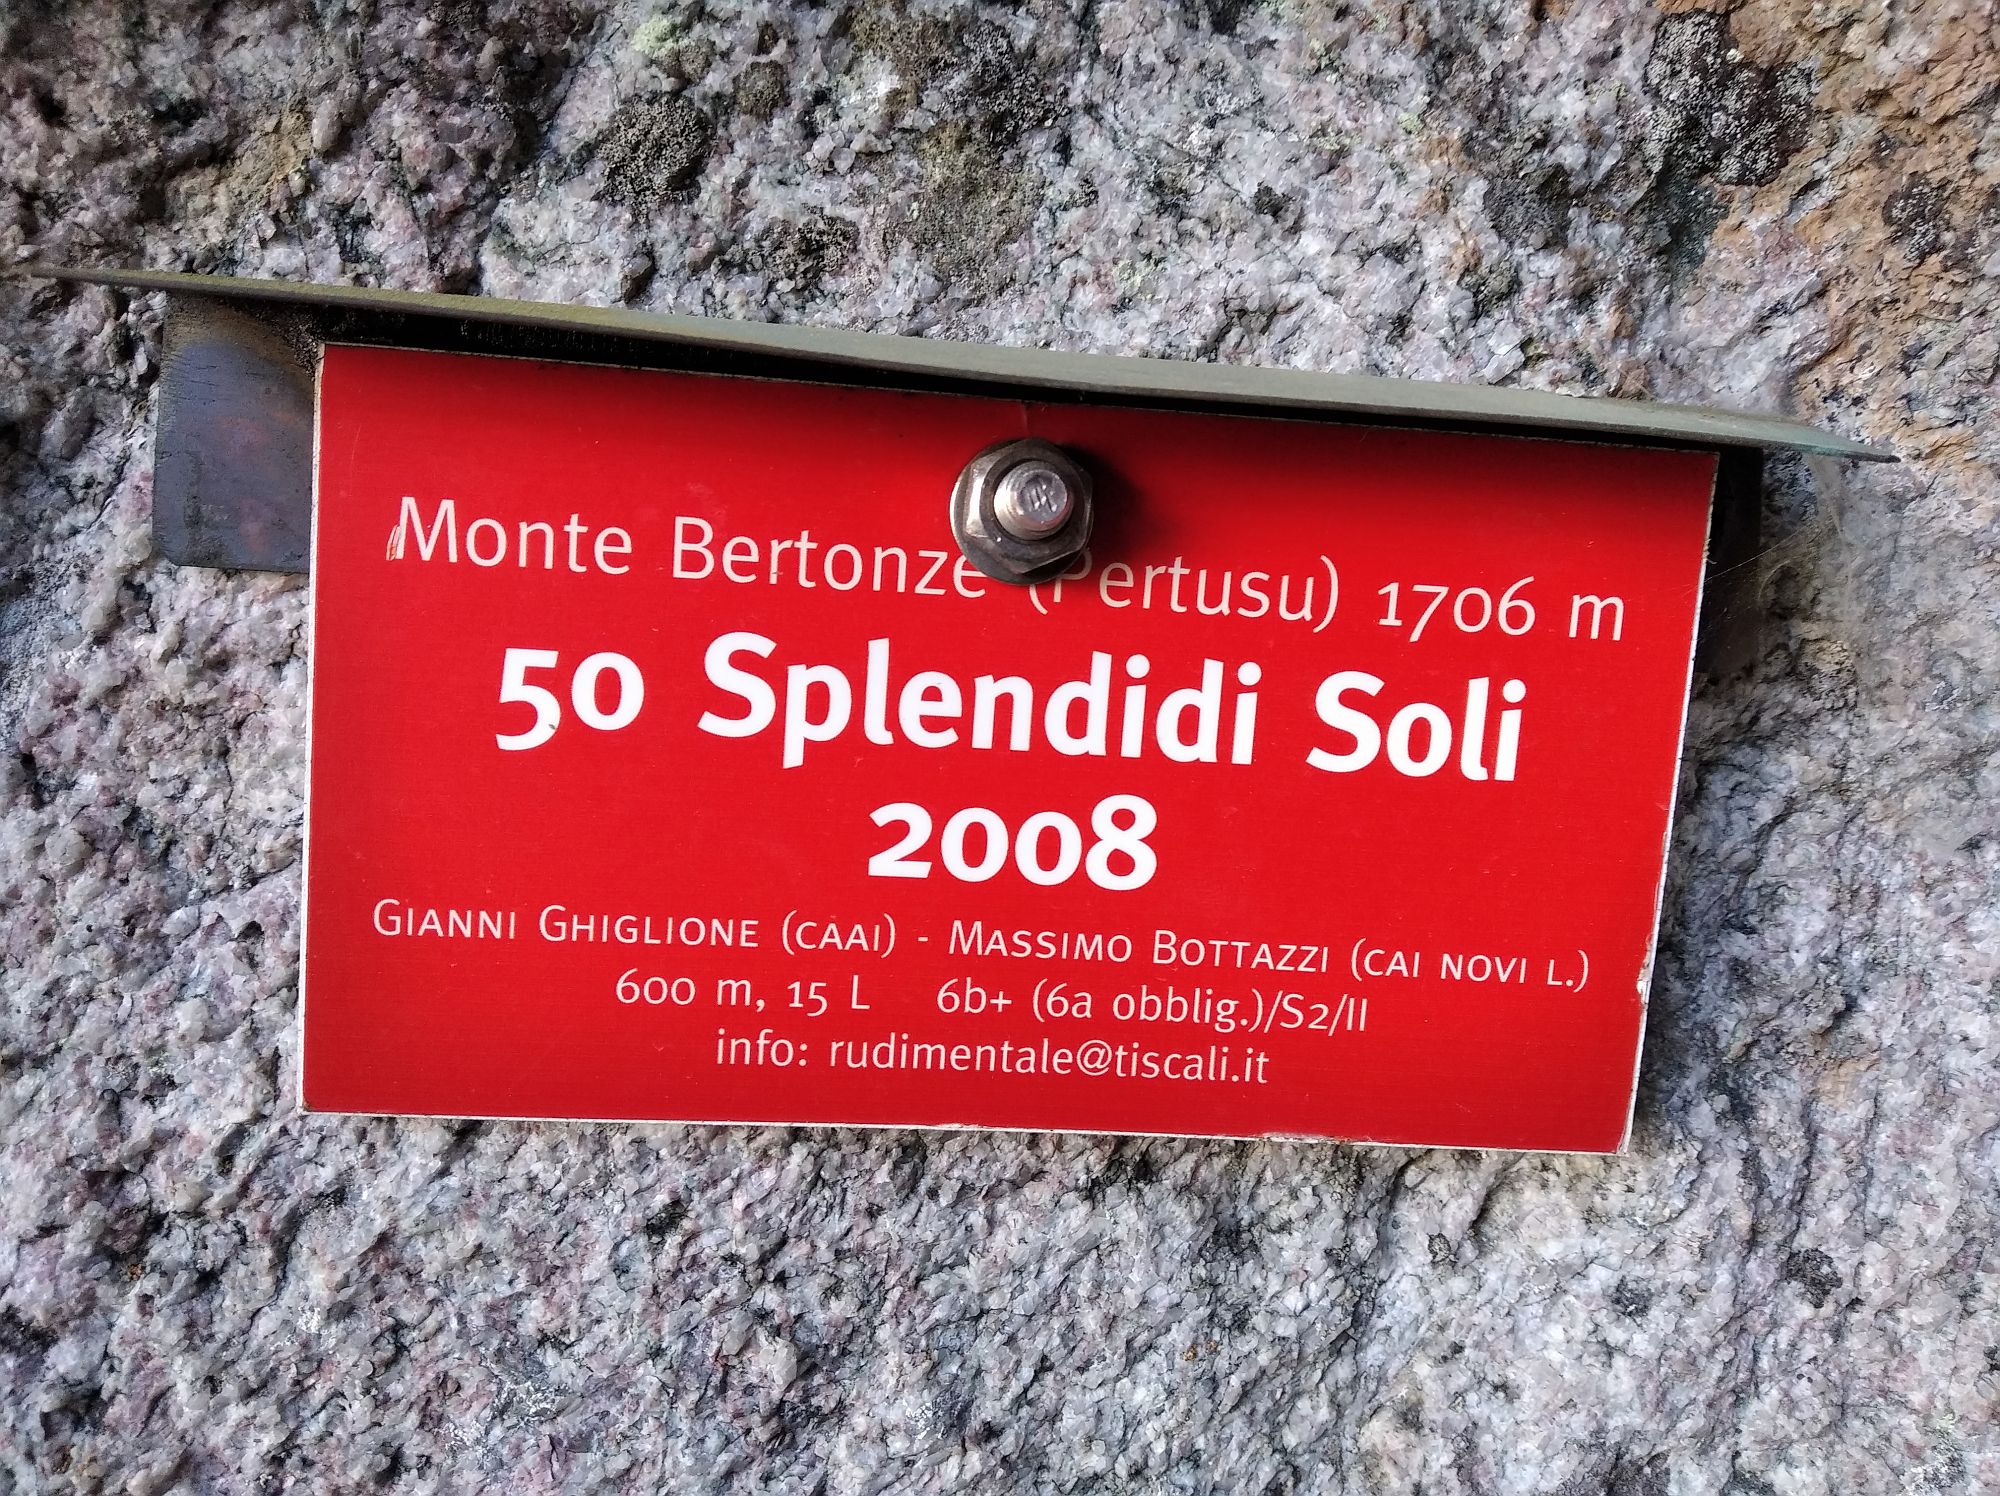 Monte Bertonze (Pertusu) 1706 m
50 Splendidi Soli
2008
Gianni Ghiglione (CAAI) - Massimo Bottazzi (CAI NOVI L.)
600 m, 15 L 6b+ (6a obblig.)/S2/II
info: rudimentale@tiscali.it